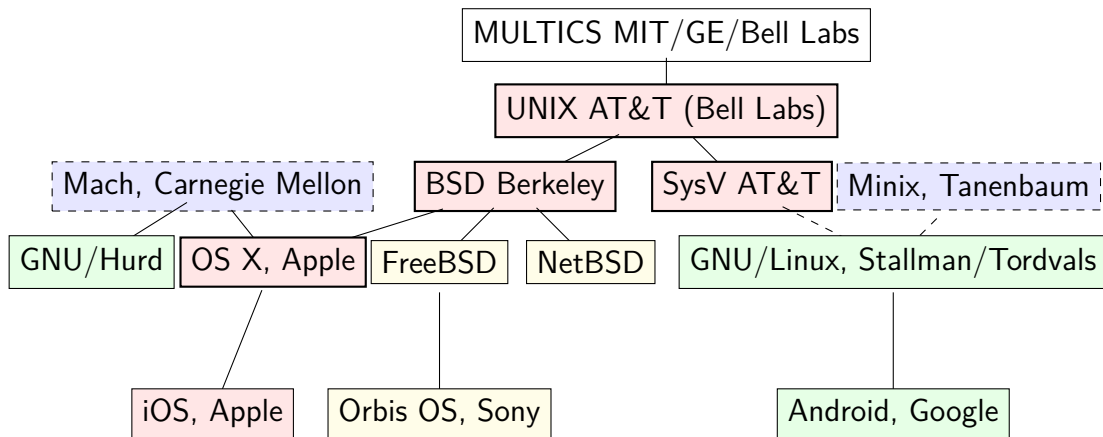 MULTICS MIT/GE/Bell Labs
UNIX AT&T (Bell Labs)
Mach, Carnegie Mellon
BSD Berkeley
SysV AT&T
Minix, Tanenbaum
GNU/Hurd
OS X, Apple
FreeBSD
NetBSD
GNU/Linux, Stallman/Tordvals
iOS, Apple
Orbis OS, Sony
Android, Google